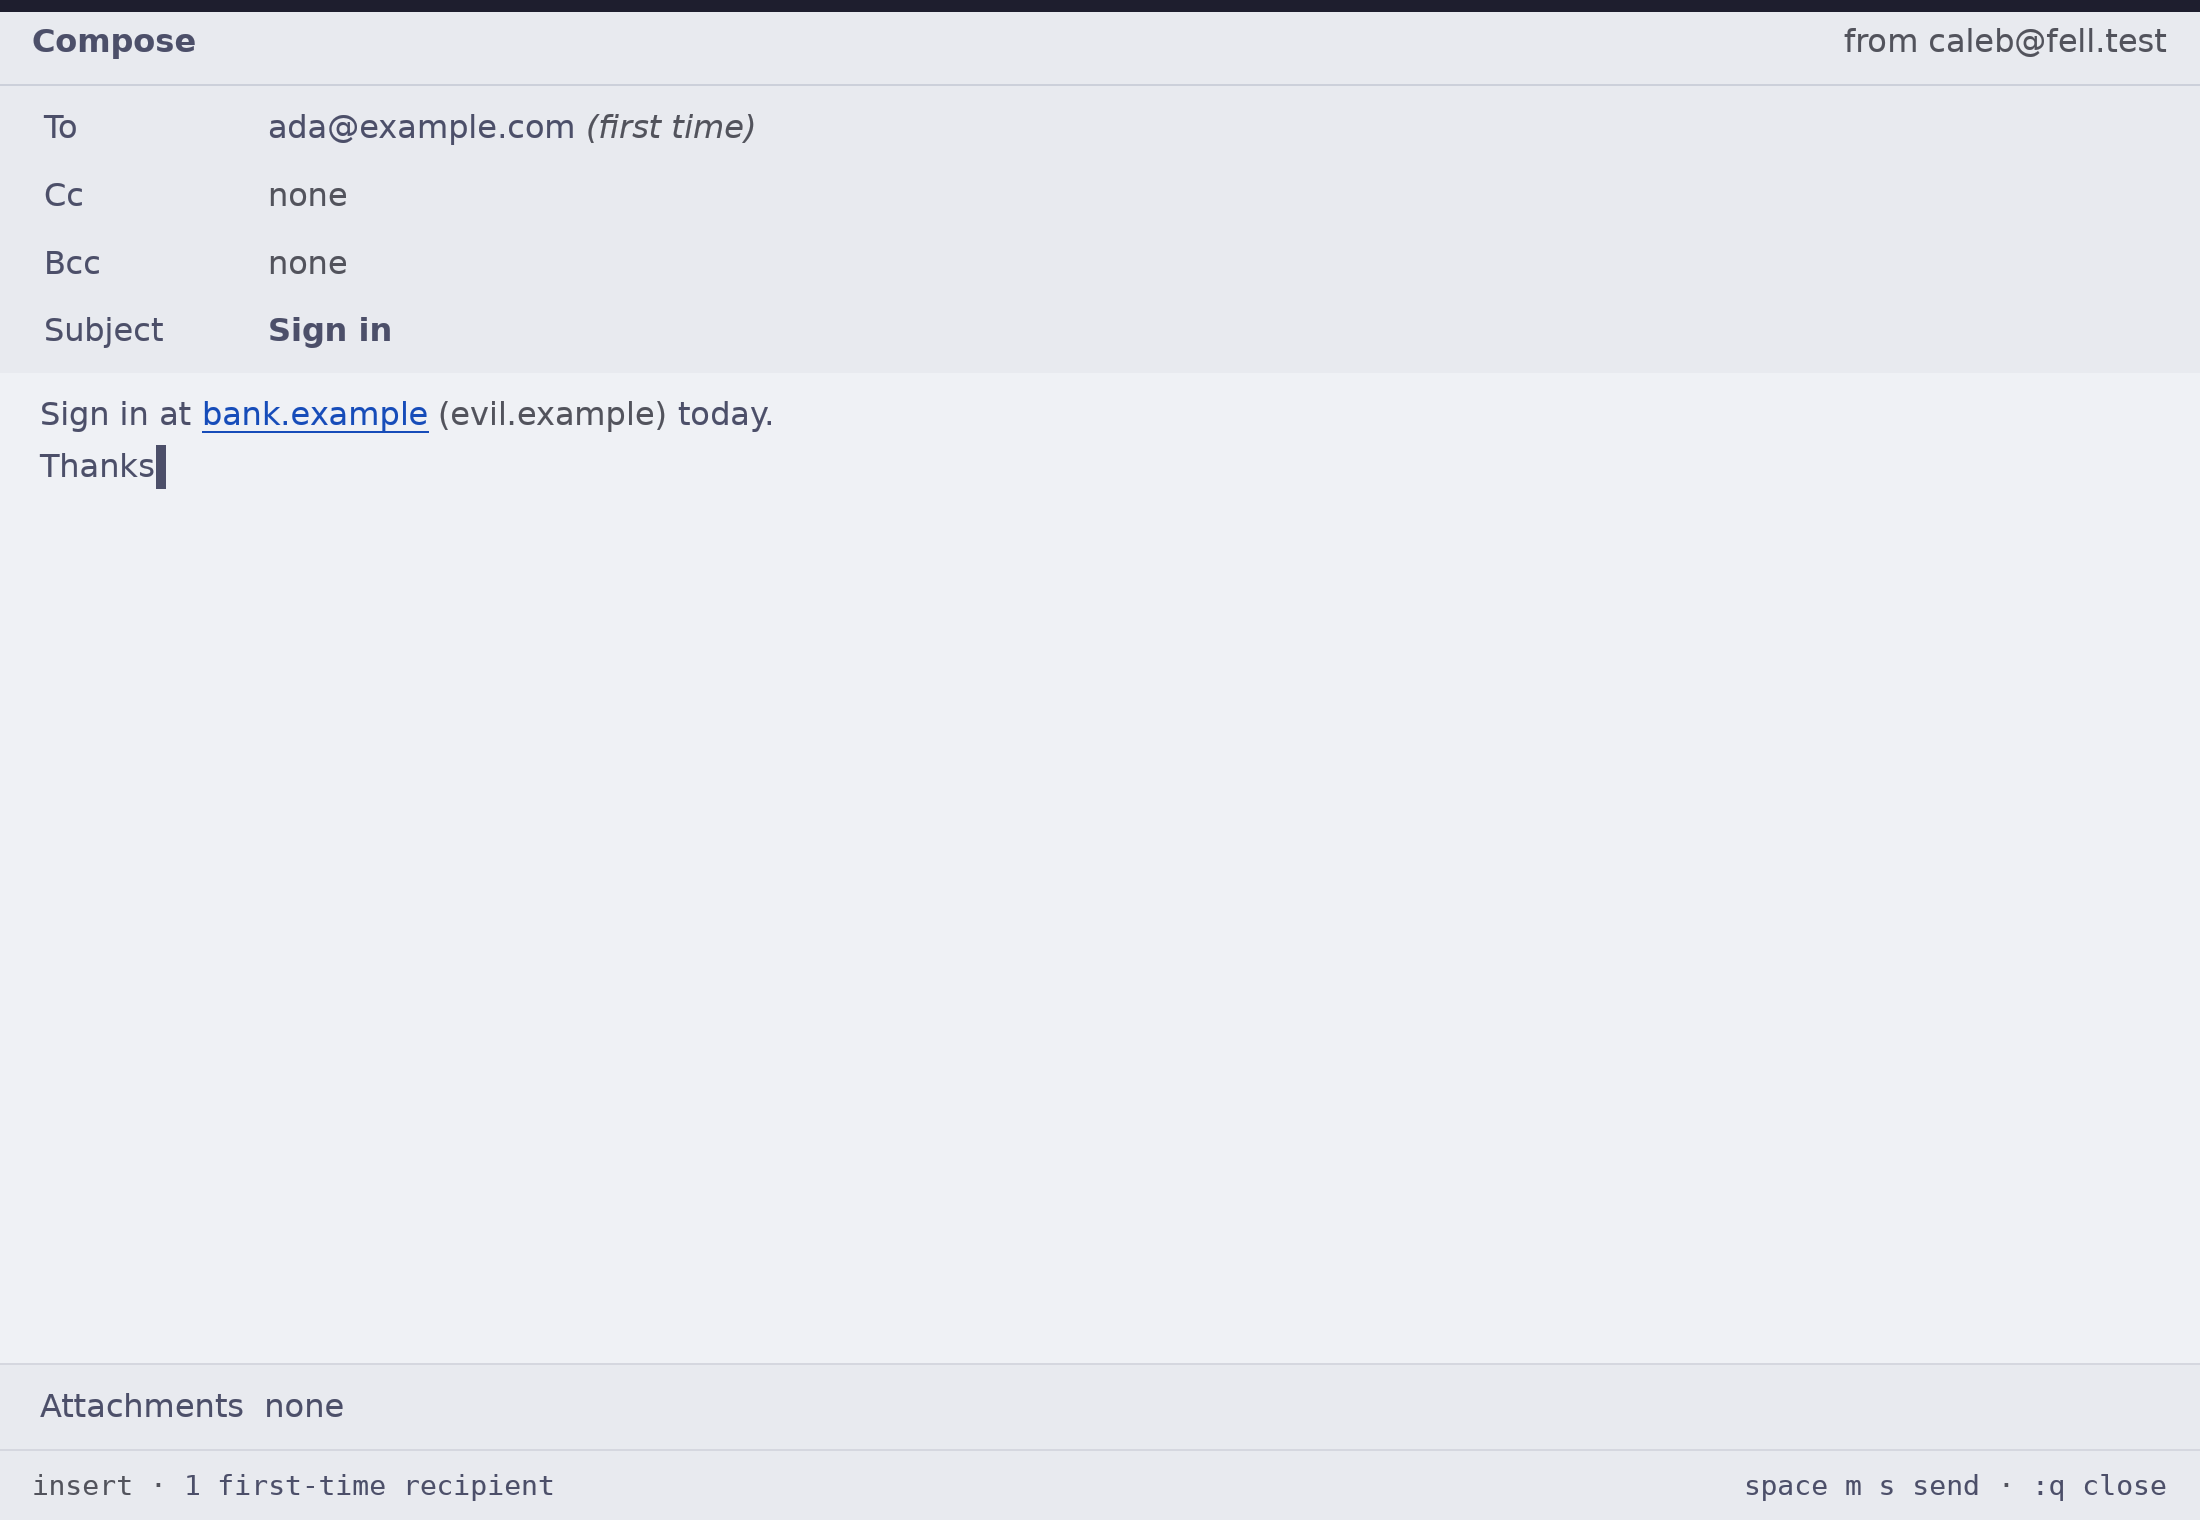 Compose from caleb@fell.test
To ada@example.com (first time)
Cc none
Bcc none
Subject Sign in
Sign in at bank.example (evil.example) today.
Thanks
Attachments none
insert · 1 first-time recipient space m s send · :q close